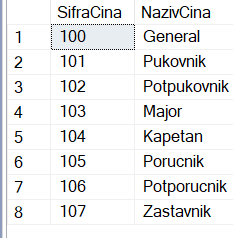 SifraCina NazivCina
1 100 General
2 101 Pukovnik
3 102 Potpukovnik
4 103 Major
5 104 Kapetan
6 105 Porucnik
7 106 Potporucnik
8 107 Zastavnik